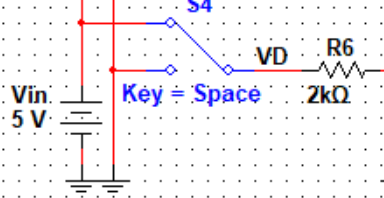 S4
VD
R6
Vin
5 V
Key = Space
2kΩ